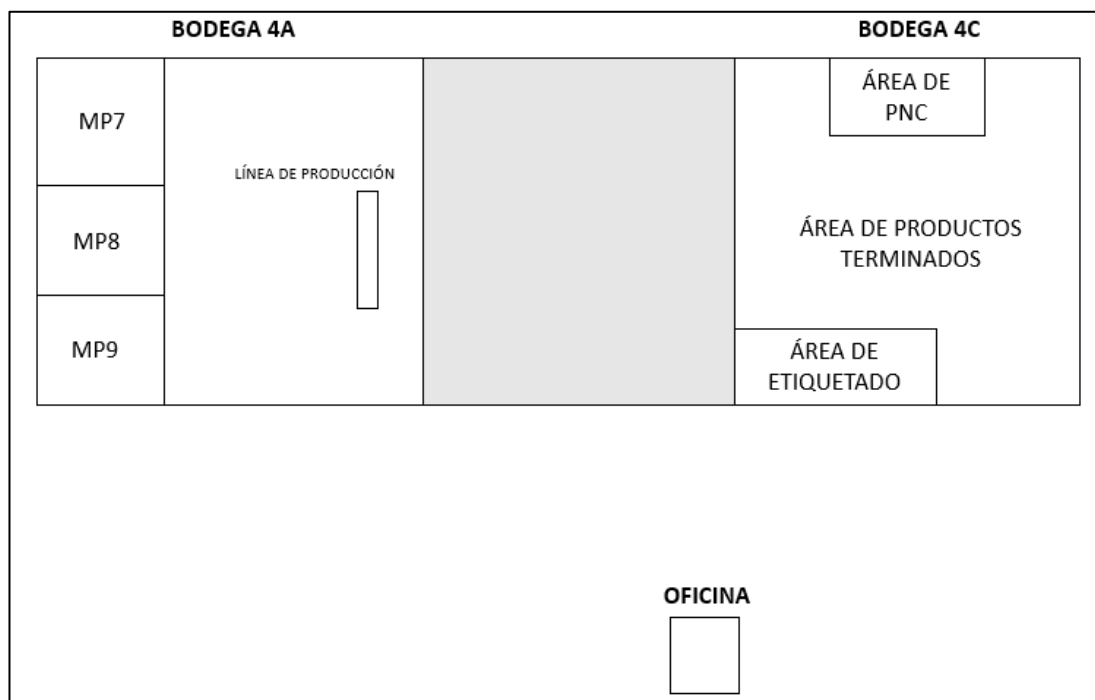 BODEGA 4A
BODEGA 4C
MP7
ÁREA DE
PNC
LÍNEA DE PRODUCCIÓN
MP8
ÁREA DE PRODUCTOS
TERMINADOS
MP9
ÁREA DE
ETIQUETADO
OFICINA